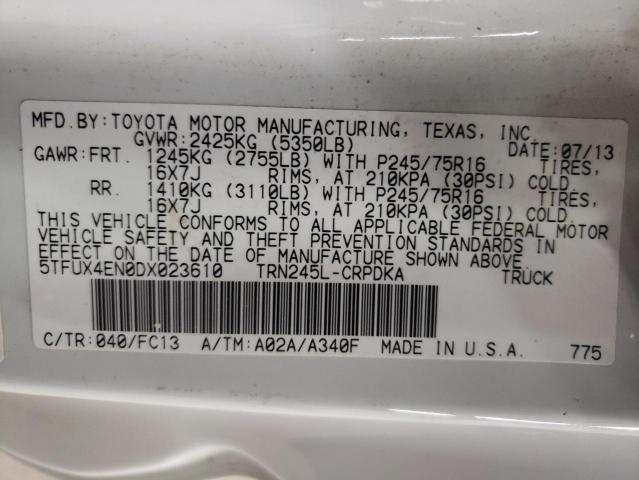 MFD.BY:TOYOTA MOTOR MANUFACTURING, TEXAS, INC.
GVWR:2425KG (5350LB) DATE:07/13
GAWR:FRT. 1245KG (2755LB) WITH P245/75R16 TIRES,
16X7J RIMS, AT 210KPA (30PSI) COLD.
RR. 1410KG (3110LB) WITH P245/75R16 TIRES,
16X7J RIMS, AT 210KPA (30PSI) COLD.
THIS VEHICLE CONFORMS TO ALL APPLICABLE FEDERAL MOTOR
VEHICLE SAFETY AND THEFT PREVENTION STANDARDS IN
EFFECT ON THE DATE OF MANUFACTURE SHOWN ABOVE.
5TFUX4EN0DX023610 TRN245L-CRPDKA TRUCK
C/TR:040/FC13 A/TM:A02A/A340F MADE IN U.S.A. 775